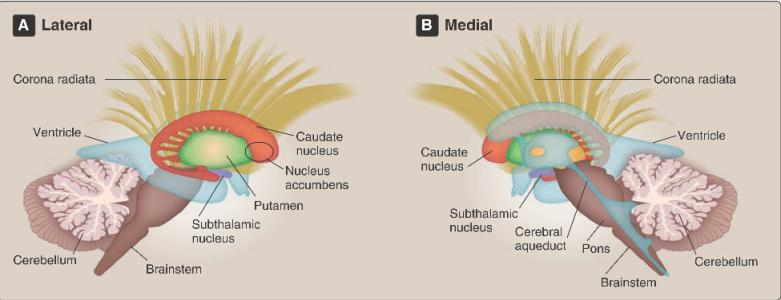 A Lateral
Corona radiata
Ventricle
Caudate
nucleus
Nucleus
accumbens
Putamen
Subthalamic
nucleus
Cerebellum
Brainstem
B Medial
Corona radiata
Ventricle
Caudate
nucleus
Subthalamic
nucleus
Cerebral
aqueduct
Pons
Cerebellum
Brainstem